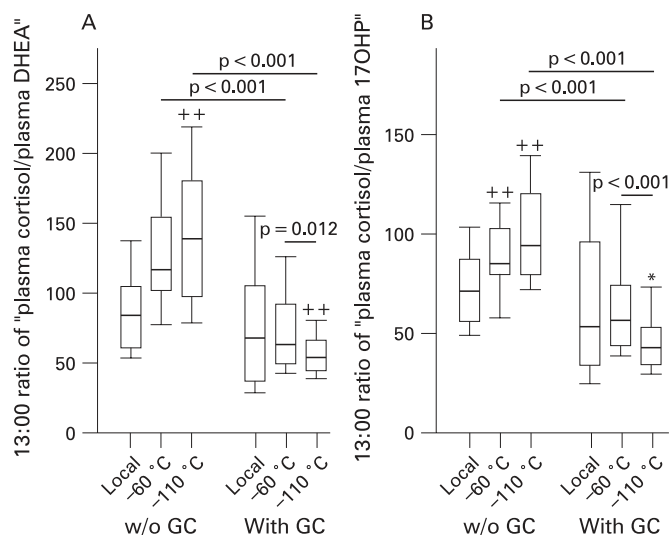 A
13:00 ratio of "plasma cortisol/plasma DHEA"
250
200
150
100
50
0
p < 0.001
p < 0.001
++
p = 0.012
++
Local
−60 °C
−110 °C
Local
−60 °C
−110 °C
w/o GC
With GC
B
13:00 ratio of "plasma cortisol/plasma 17OHP"
150
100
50
0
p < 0.001
p < 0.001
++
++
p < 0.001
*
Local
−60 °C
−110 °C
Local
−60 °C
−110 °C
w/o GC
With GC